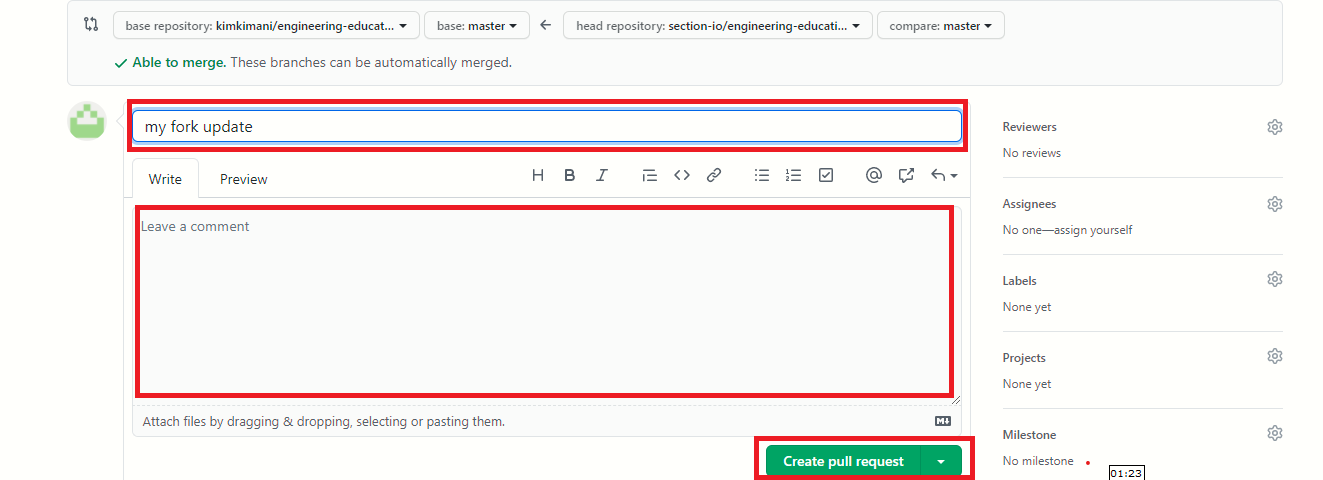 base repository: kimkimani/engineering-educat... base: master head repository: section-io/engineering-educati... compare: master
Able to merge. These branches can be automatically merged.
my fork update
Write Preview
Leave a comment
Attach files by dragging & dropping, selecting or pasting them.
Create pull request
Reviewers
No reviews
Assignees
No one—assign yourself
Labels
None yet
Projects
None yet
Milestone
No milestone
01:23